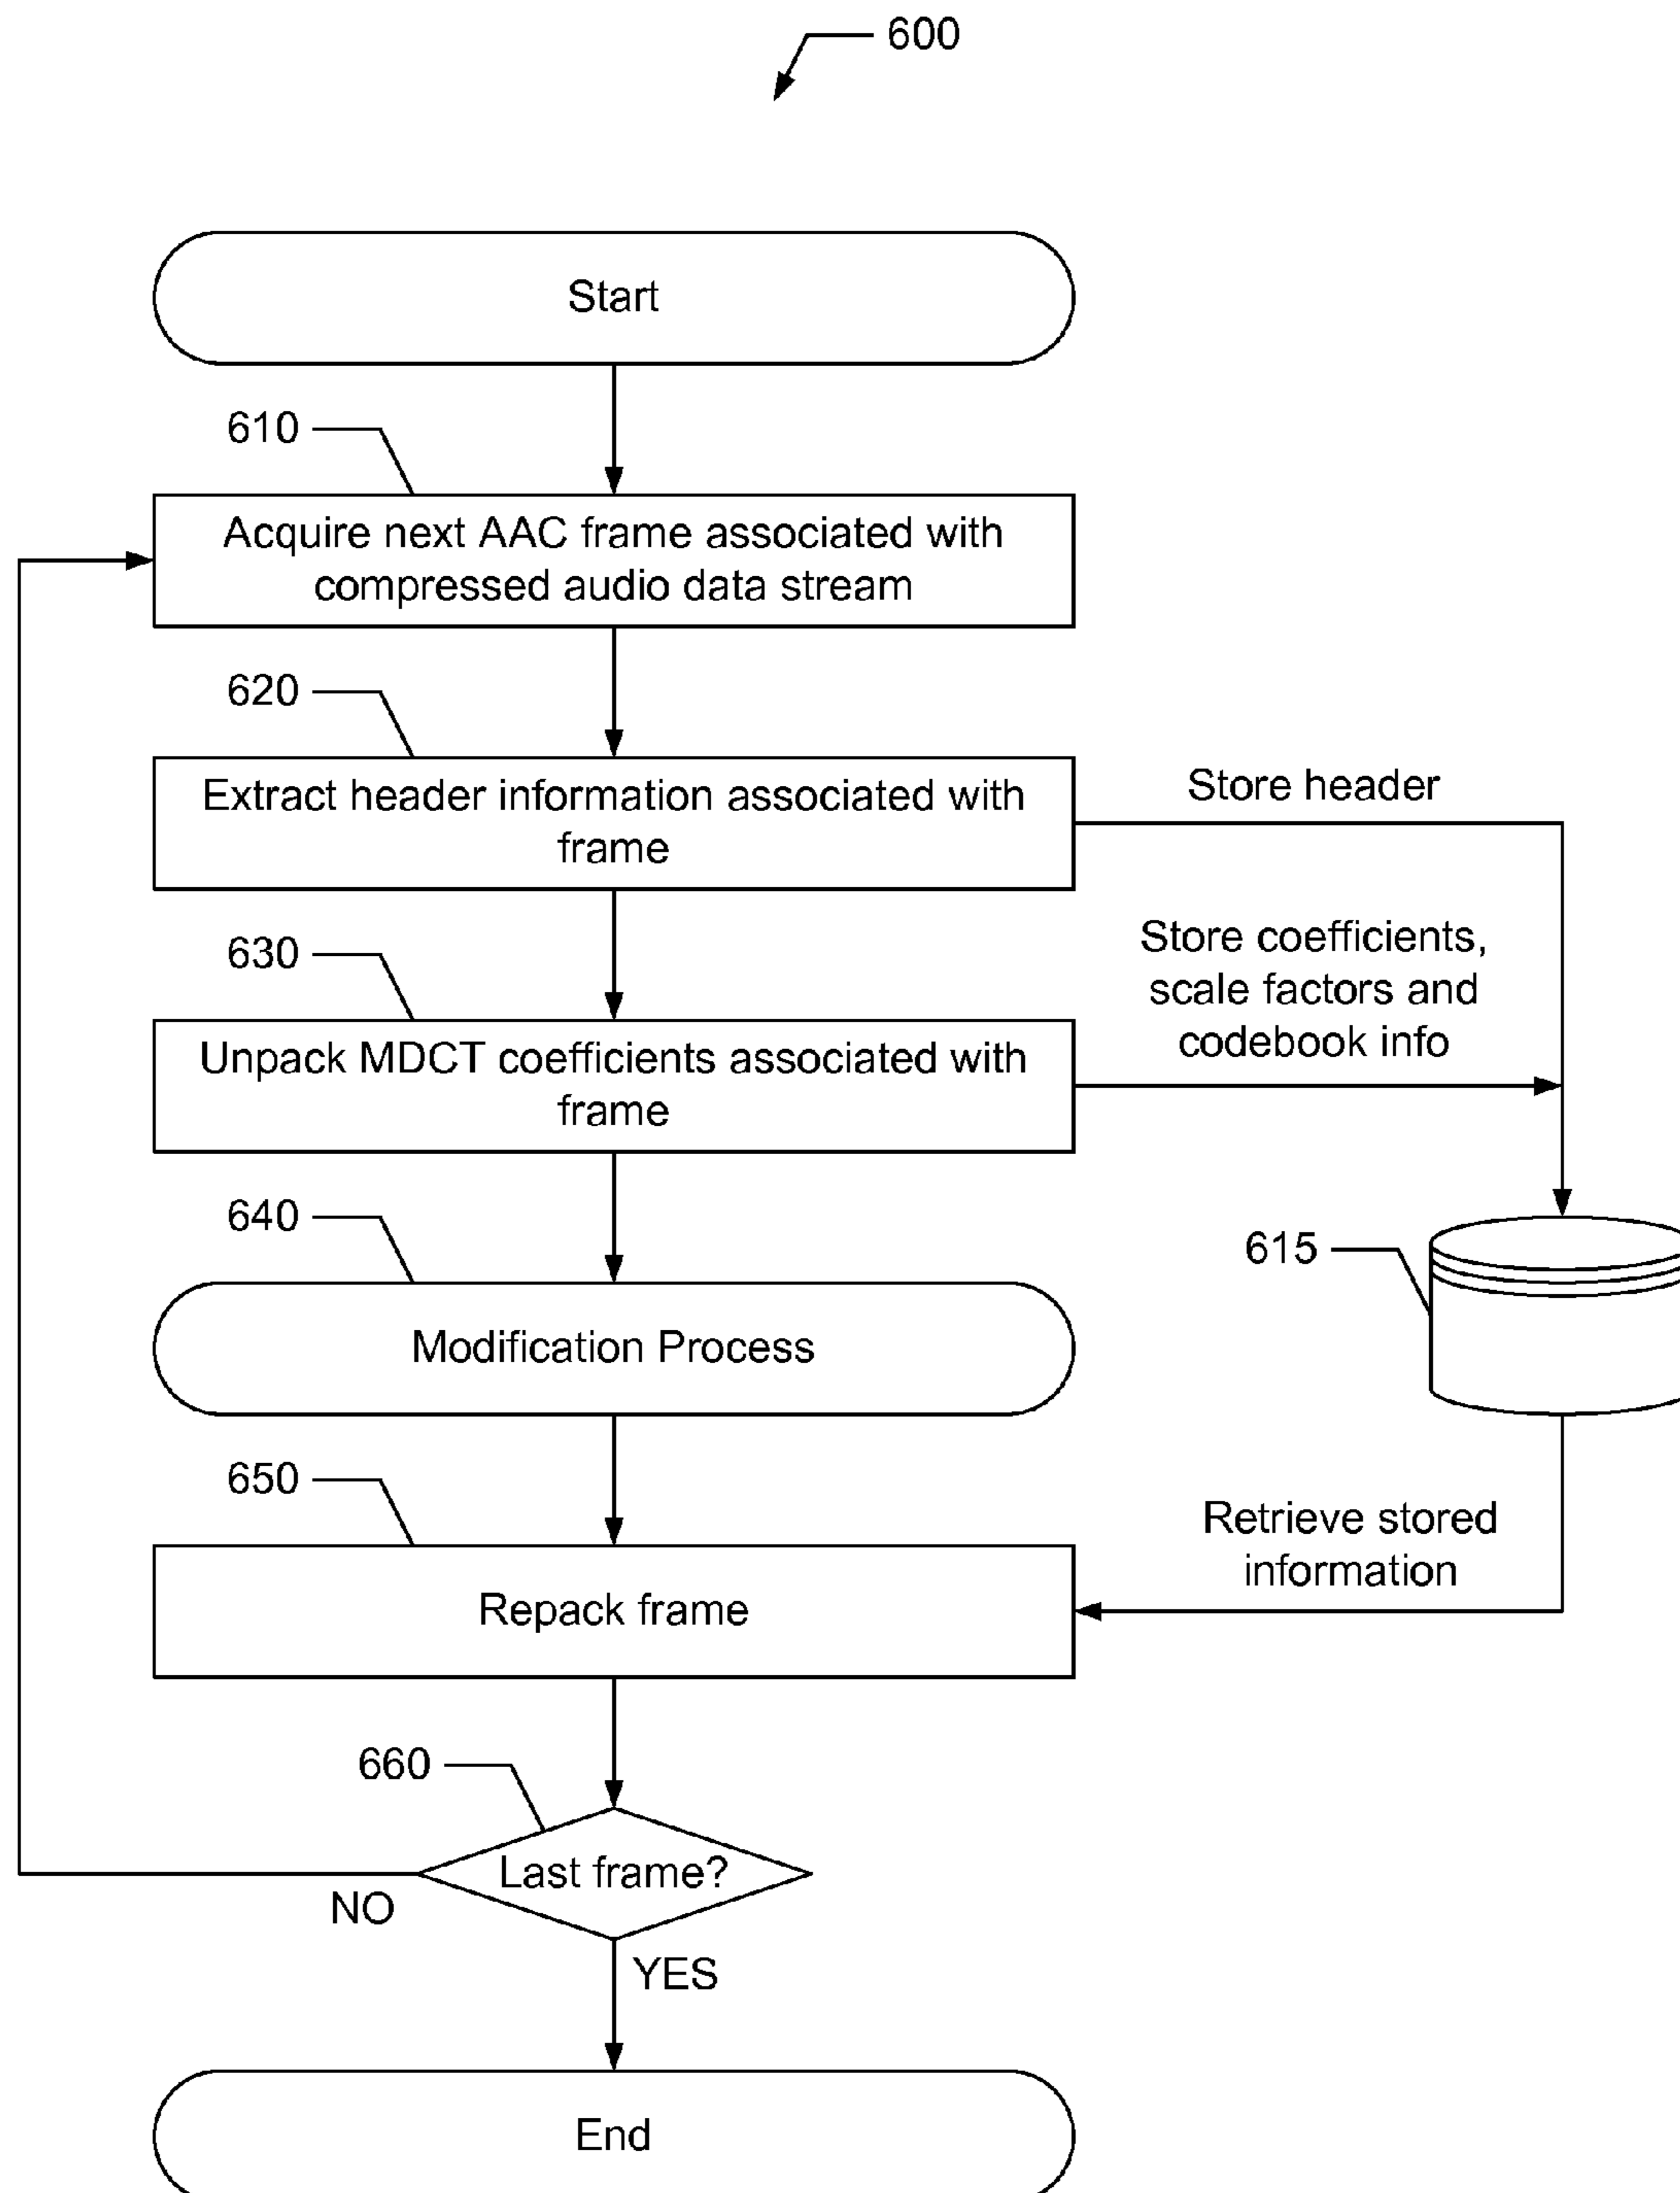 600
Start
610
Acquire next AAC frame associated with
compressed audio data stream
620
Extract header information associated with
frame
Store header
630
Unpack MDCT coefficients associated with
frame
Store coefficients,
scale factors and
codebook info
640
Modification Process
615
650
Repack frame
Retrieve stored
information
660
Last frame?
NO
YES
End